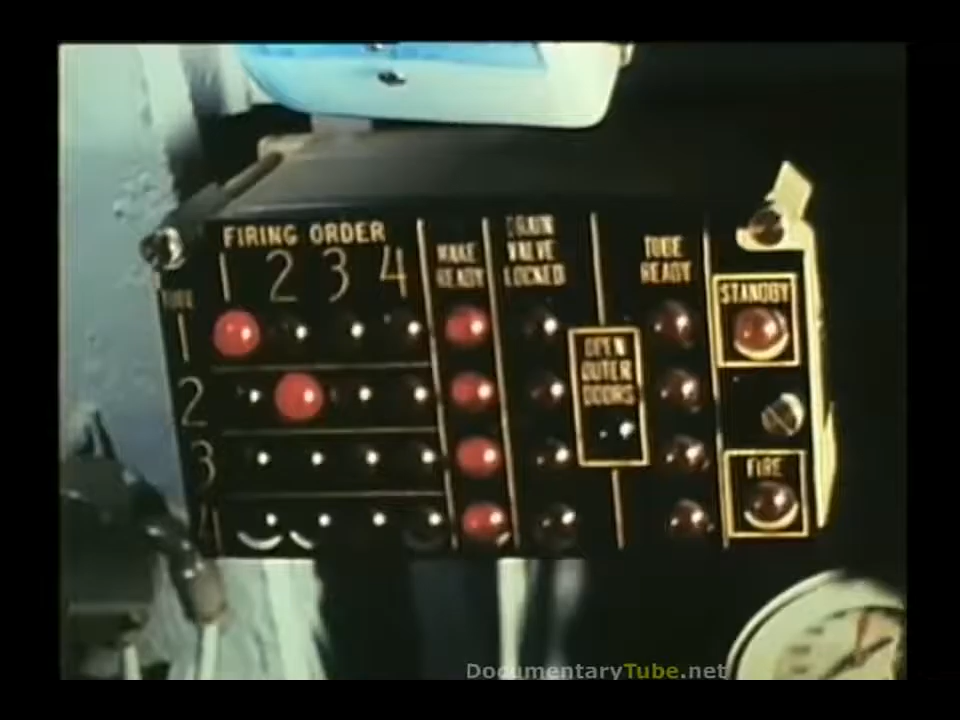 FIRING ORDER
1 2 3 4
MAKE
READY
DRAIN
VALVE
LOCKED
TUBE
READY
TUBE
1
2
3
4
OPEN
OUTER
DOORS
STANDBY
FIRE
DocumentaryTube.net